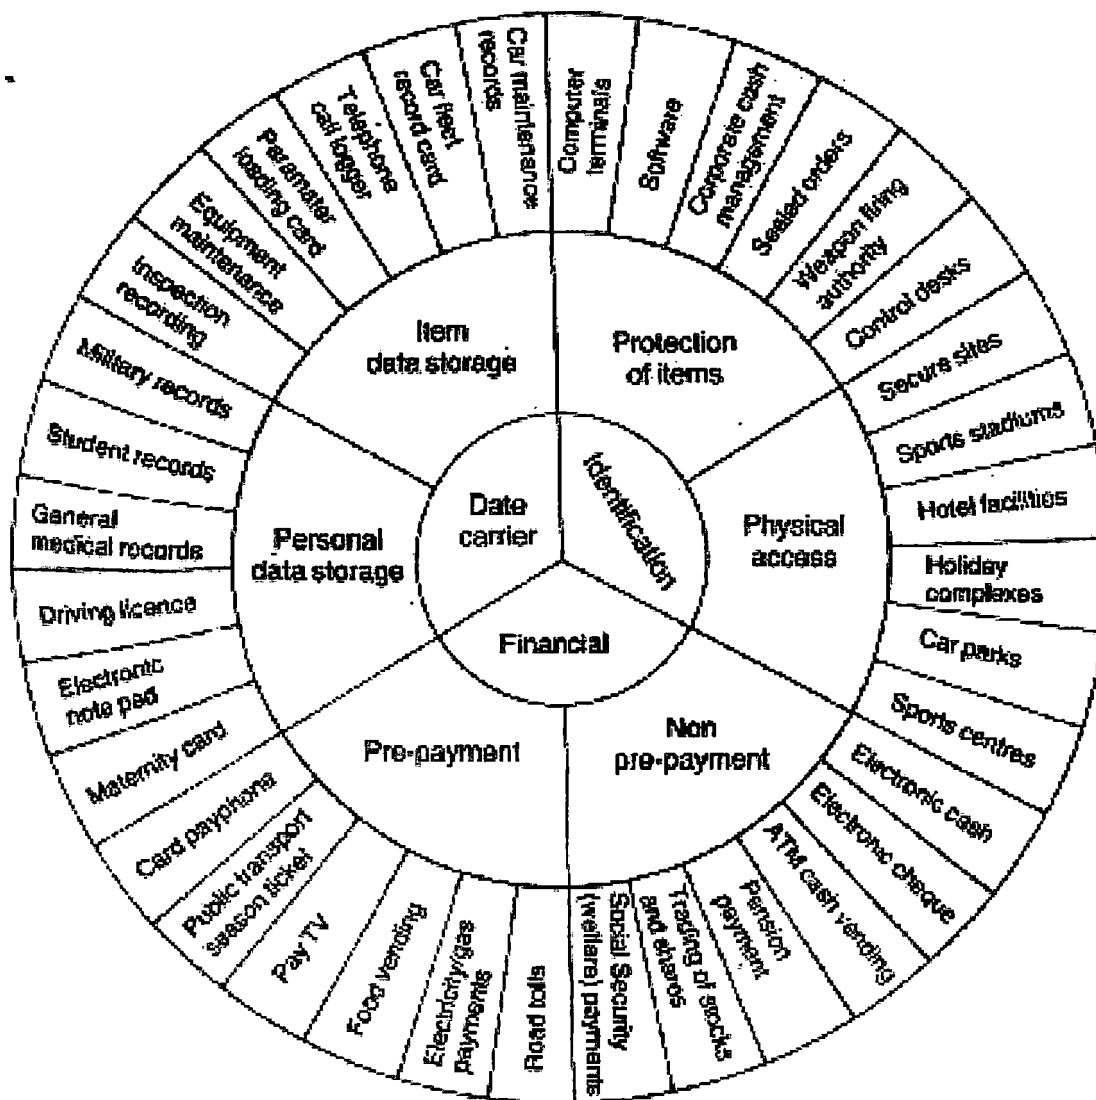 Date
carrier
Identification
Financial
Item
data storage
Protection
of items
Physical
access
Non
pre-payment
Pre-payment
Personal
data storage
Computer
terminals
Software
Corporate cash
management
Sealed orders
Weapon firing
authority
Control desks
Secure sites
Sports stadiums
Hotel facilities
Holiday
complexes
Car parks
Sports centres
Electronic cash
Electronic cheque
ATM cash vending
Pension
payment
Trading of stocks
and shares
Social Security
(welfare) payments
Road tolls
Electricity/gas
payments
Food vending
Pay TV
Public transport
season ticket
Card payphone
Maternity card
Electronic
note pad
Driving licence
General
medical records
Student records
Military records
Inspection
recording
Equipment
maintenance
Paramater
loading card
Telephone
call logger
Car fleet
record card
Car maintenance
records